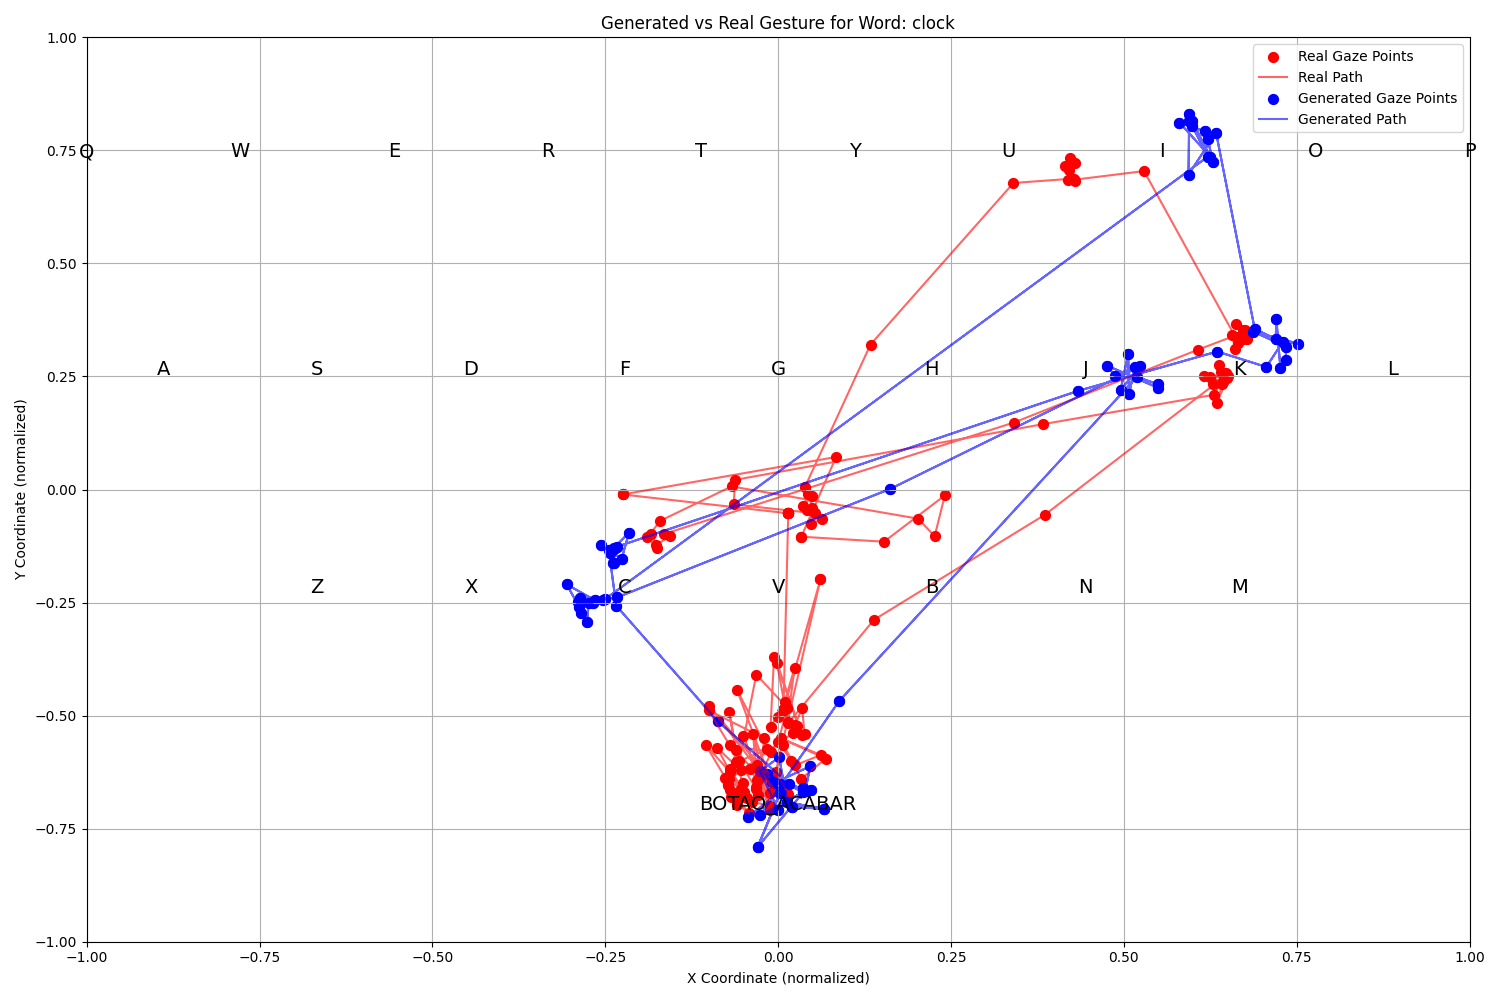 Generated vs Real Gesture for Word: clock
Real Gaze Points
Real Path
Generated Gaze Points
Generated Path
1.00
0.75
0.50
0.25
0.00
−0.25
−0.50
−0.75
−1.00
Y Coordinate (normalized)
Q W E R T Y U I O P
A S D F G H J K L
Z X C V B N M
BOTAO_ACABAR
−1.00 −0.75 −0.50 −0.25 0.00 0.25 0.50 0.75 1.00
X Coordinate (normalized)